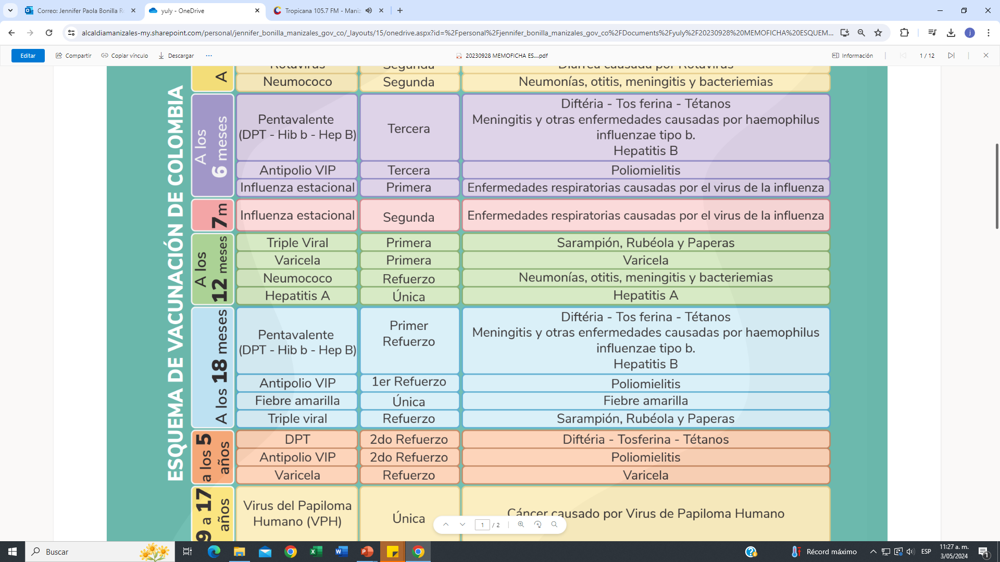 Correo: Jennifer Paola Bonilla
yuly - OneDrive
Tropicana 105.7 FM - Maniz
alcaldiamanizales-my.sharepoint.com/personal/jennifer_bonilla_manizales_gov_co/_layouts/15/onedrive.aspx?id=%2Fpersonal%2Fjennifer_bonilla_manizales_gov_co%2FDocuments%2Fyuly%2F20230928%20MEMOFICHA%20ESQUEM...
j
Editar
Compartir
Copiar vínculo
Descargar
...
20230928 MEMOFICHA ES....pdf
Información
1 / 12
ESQUEMA DE VACUNACIÓN DE COLOMBIA
A
Rotavirus Segunda Diarrea causada por Rotavirus
Neumococo Segunda Neumonías, otitis, meningitis y bacteriemias
A los
6 meses
Pentavalente
(DPT - Hib b - Hep B)
Tercera
Diftéria - Tos ferina - Tétanos
Meningitis y otras enfermedades causadas por haemophilus
influenzae tipo b.
Hepatitis B
Antipolio VIP Tercera Poliomielitis
Influenza estacional Primera Enfermedades respiratorias causadas por el virus de la influenza
7m
Influenza estacional Segunda Enfermedades respiratorias causadas por el virus de la influenza
A los
12 meses
Triple Viral Primera Sarampión, Rubéola y Paperas
Varicela Primera Varicela
Neumococo Refuerzo Neumonías, otitis, meningitis y bacteriemias
Hepatitis A Única Hepatitis A
A los 18 meses
Pentavalente
(DPT - Hib b - Hep B)
Primer
Refuerzo
Diftéria - Tos ferina - Tétanos
Meningitis y otras enfermedades causadas por haemophilus
influenzae tipo b.
Hepatitis B
Antipolio VIP 1er Refuerzo Poliomielitis
Fiebre amarilla Única Fiebre amarilla
Triple viral Refuerzo Sarampión, Rubéola y Paperas
a los 5
años
DPT 2do Refuerzo Diftéria - Tosferina - Tétanos
Antipolio VIP 2do Refuerzo Poliomielitis
Varicela Refuerzo Varicela
9 a 17
años
Virus del Papiloma
Humano (VPH)
Única
Cáncer causado por Virus de Papiloma Humano
1 / 2
Buscar
Récord máximo
ESP
11:27 a. m.
3/05/2024
1